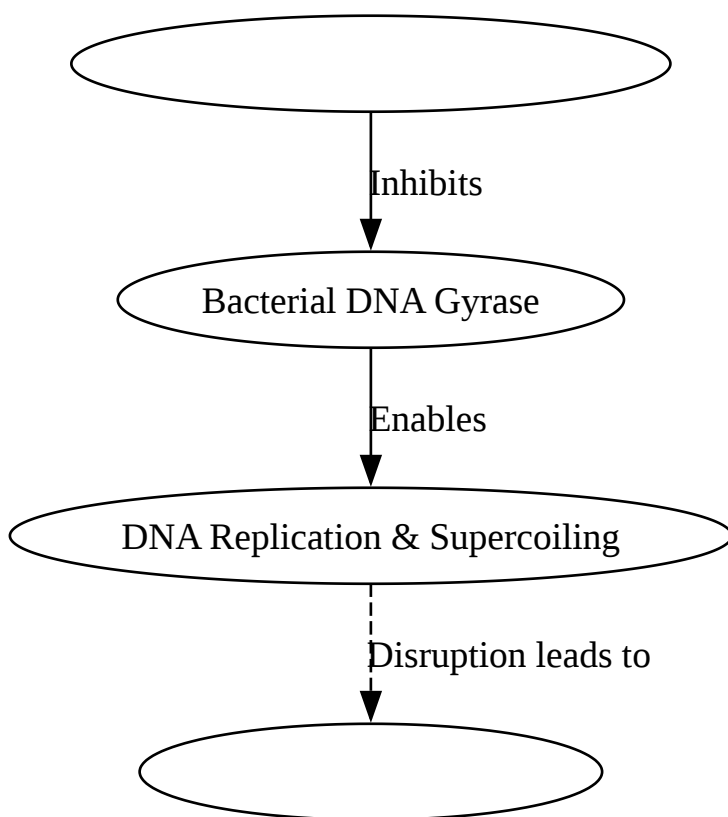 Inhibits
Bacterial DNA Gyrase
Enables
DNA Replication & Supercoiling
Disruption leads to